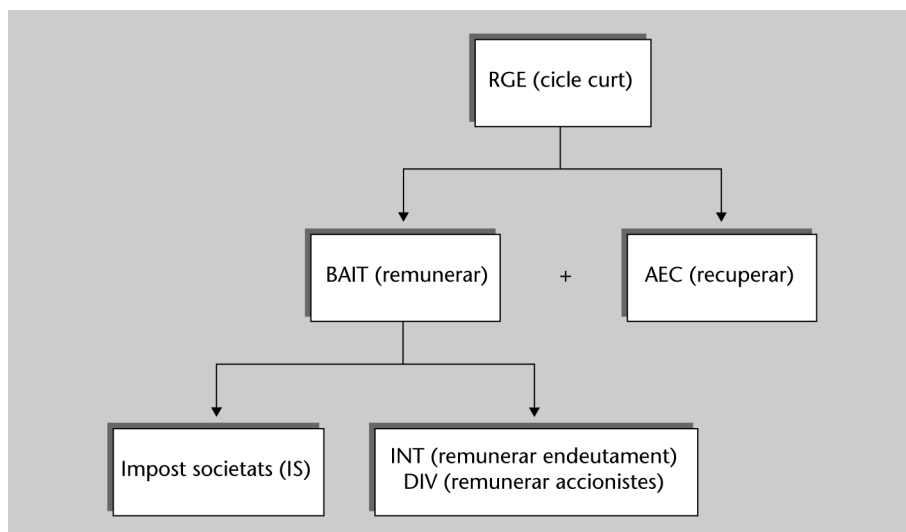 RGE (cicle curt)
BAIT (remunerar)
+
AEC (recuperar)
Impost societats (IS)
INT (remunerar endeutament)
DIV (remunerar accionistes)